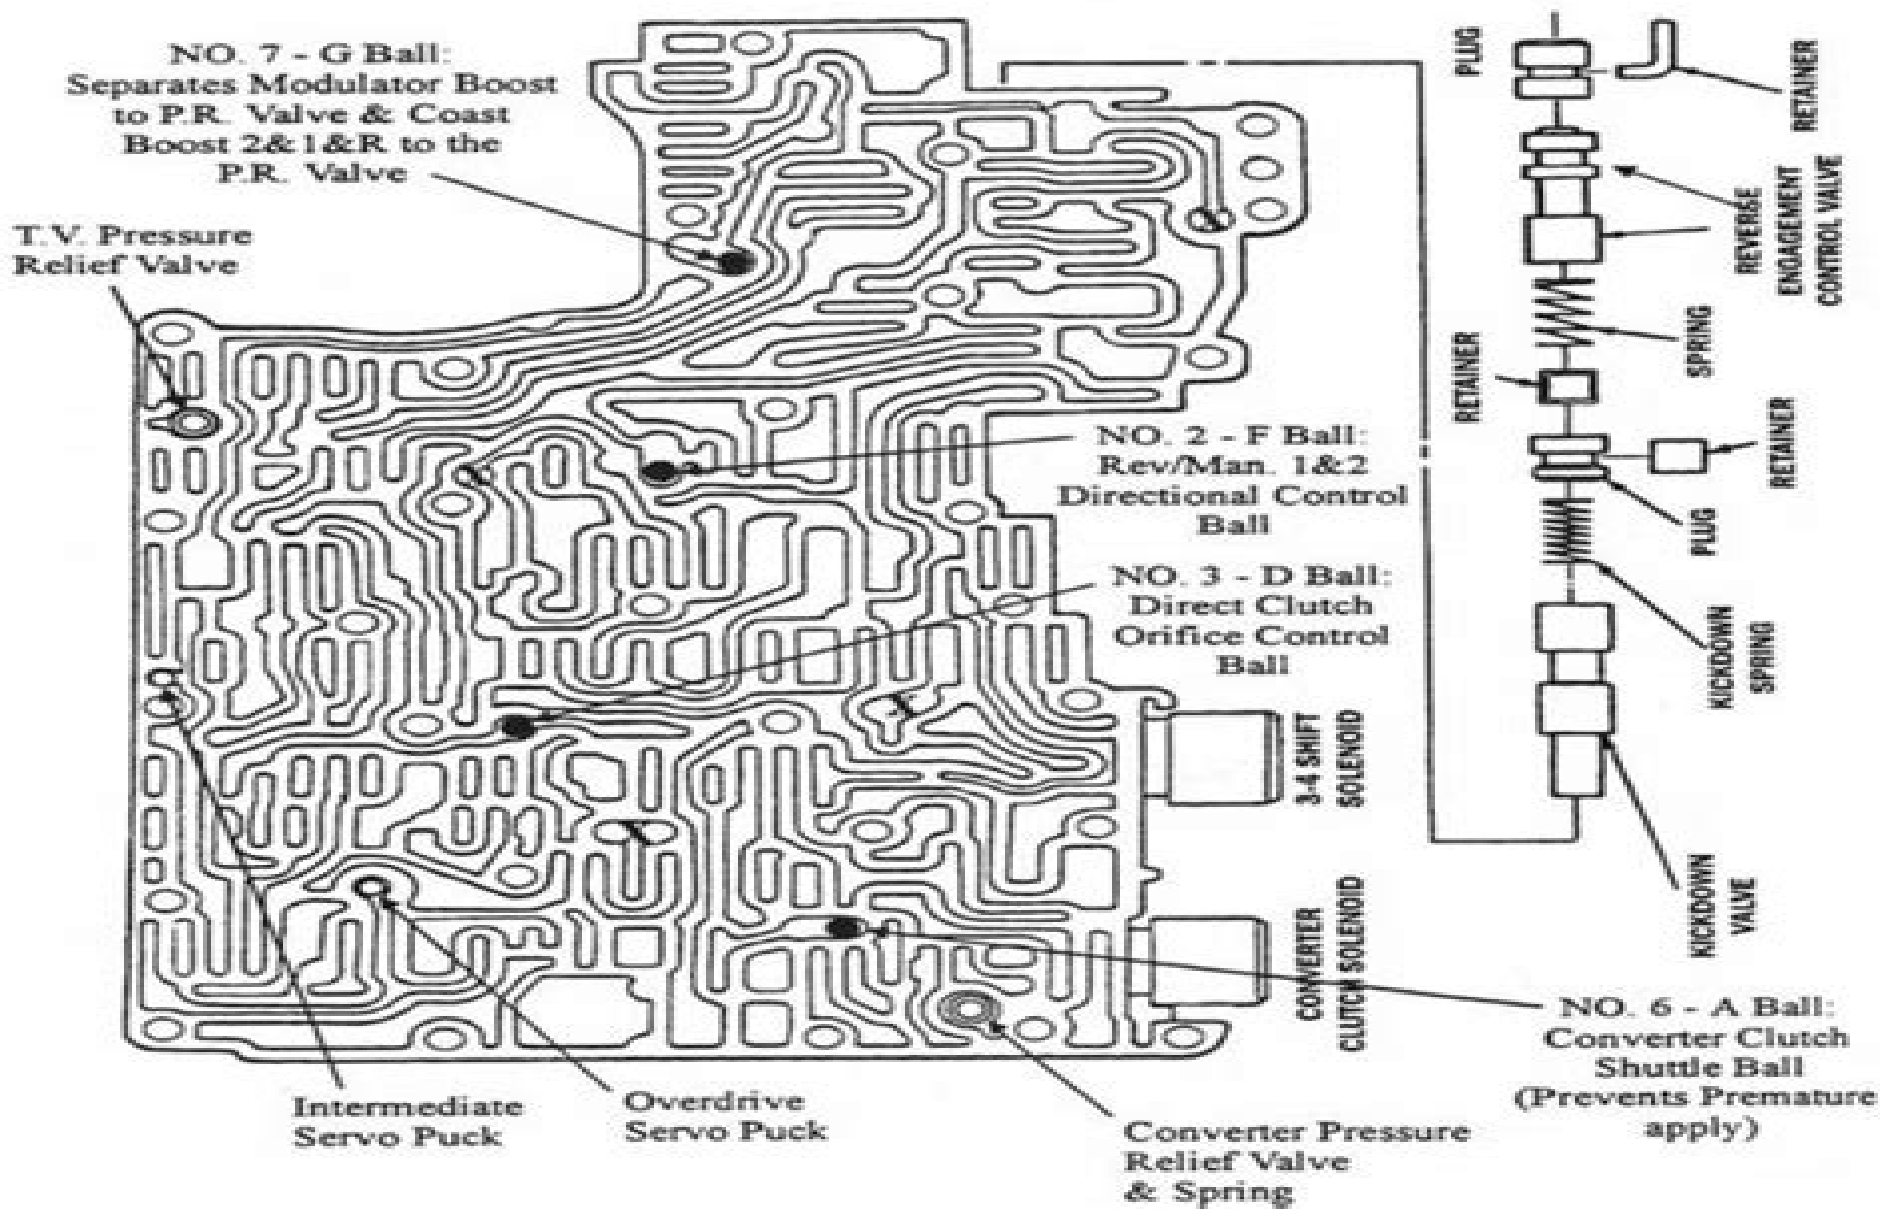 NO. 7 - G Ball:
Separates Modulator Boost
to P.R. Valve & Coast
Boost 2&1&R to the
P.R. Valve
T.V. Pressure
Relief Valve
NO. 2 - F Ball:
Rev/Man. 1&2
Directional Control
Ball
NO. 3 - D Ball:
Direct Clutch
Orifice Control
Ball
3-4 SHIFT
SOLENOID
CONVERTER
CLUTCH SOLENOID
NO. 6 - A Ball:
Converter Clutch
Shuttle Ball
(Prevents Premature
apply)
Intermediate
Servo Puck
Overdrive
Servo Puck
Converter Pressure
Relief Valve
& Spring
PLUG
RETAINER
REVERSE
ENGAGEMENT
CONTROL VALVE
SPRING
RETAINER
RETAINER
PLUG
KICKDOWN
SPRING
KICKDOWN
VALVE